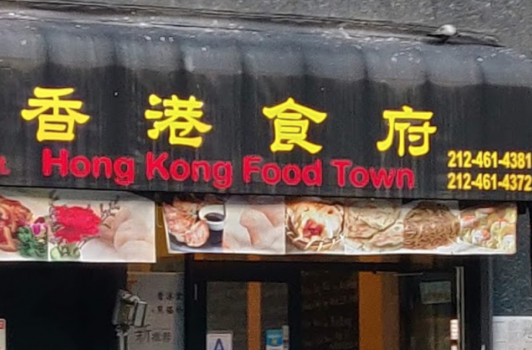 香港食府
Hong Kong Food Town
212-461-4381
212-461-4372
A